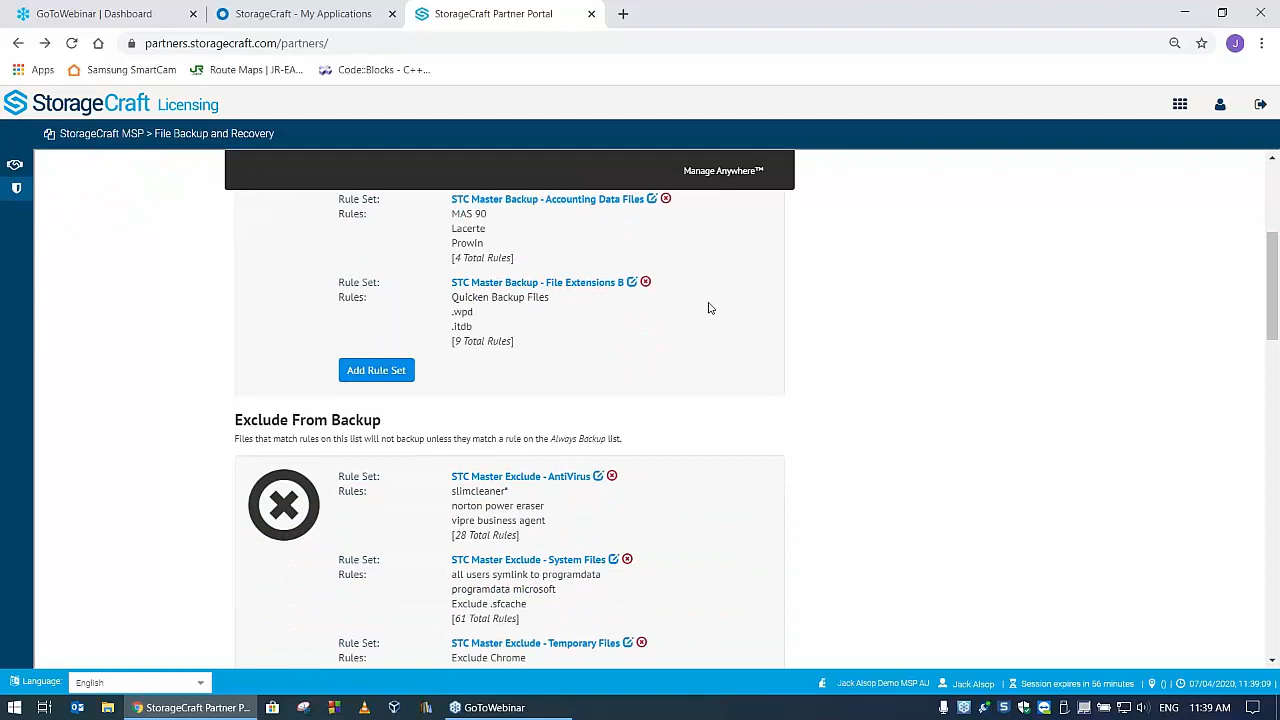 GoToWebinar | Dashboard
StorageCraft - My Applications
StorageCraft Partner Portal
partners.storagecraft.com/partners/
J
Apps
Samsung SmartCam
Route Maps | JR-EA...
Code::Blocks - C++...
StorageCraft Licensing
StorageCraft MSP > File Backup and Recovery
Manage Anywhere™
Rule Set: STC Master Backup - Accounting Data Files
Rules: MAS 90
Lacerte
Prowin
[4 Total Rules]
Rule Set: STC Master Backup - File Extensions B
Rules: Quicken Backup Files
.wpd
.itdb
[9 Total Rules]
Add Rule Set
Exclude From Backup
Files that match rules on this list will not backup unless they match a rule on the Always Backup list.
Rule Set: STC Master Exclude - AntiVirus
Rules: slimcleaner*
norton power eraser
vipre business agent
[28 Total Rules]
Rule Set: STC Master Exclude - System Files
Rules: all users symlink to programdata
programdata microsoft
Exclude .sfcache
[61 Total Rules]
Rule Set: STC Master Exclude - Temporary Files
Rules: Exclude Chrome
Language: English
Jack Alsop Demo MSP AU
Jack Alsop
Session expires in 56 minutes
()
07/04/2020, 11:39:09
StorageCraft Partner P...
GoToWebinar
ENG
11:39 AM